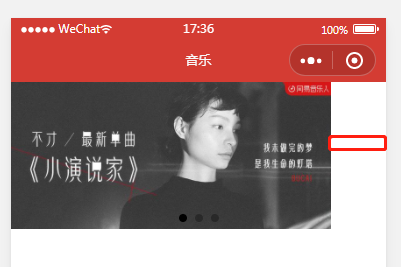 WeChat
17:36
100%
音乐
网易音乐人
不才 / 最新单曲
《小演说家》
我未做完的梦
是我生命的灯塔